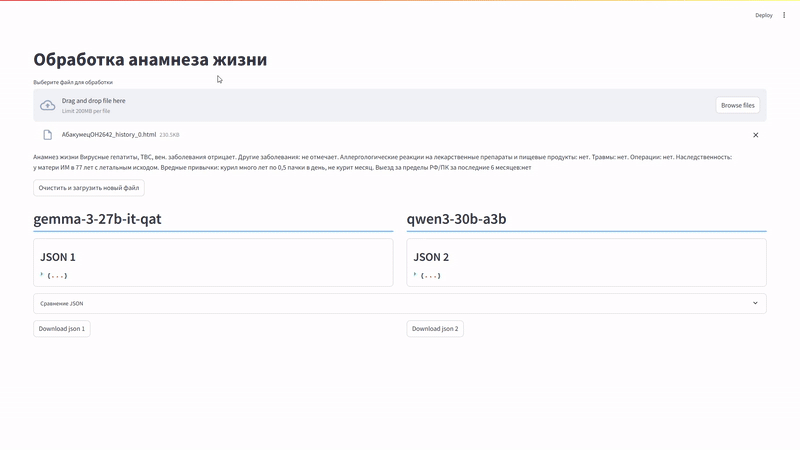 Deploy
Обработка анамнеза жизни
Выберите файл для обработки
Drag and drop file here
Limit 200MB per file
Browse files
АбакумецОН2642_history_0.html 230.5KB
Анамнез жизни Вирусные гепатиты, ТВС, вен. заболевания отрицает. Другие заболевания: не отмечает. Аллергологические реакции на лекарственные препараты и пищевые продукты: нет. Травмы: нет. Операции: нет. Наследственность:
у матери ИМ в 77 лет с летальным исходом. Вредные привычки: курил много лет по 0,5 пачки в день, не курит месяц. Выезд за пределы РФ/ПК за последние 6 месяцев:нет
Очистить и загрузить новый файл
gemma-3-27b-it-qat
qwen3-30b-a3b
JSON 1
{...}
JSON 2
{...}
Сравнение JSON
Download json 1
Download json 2